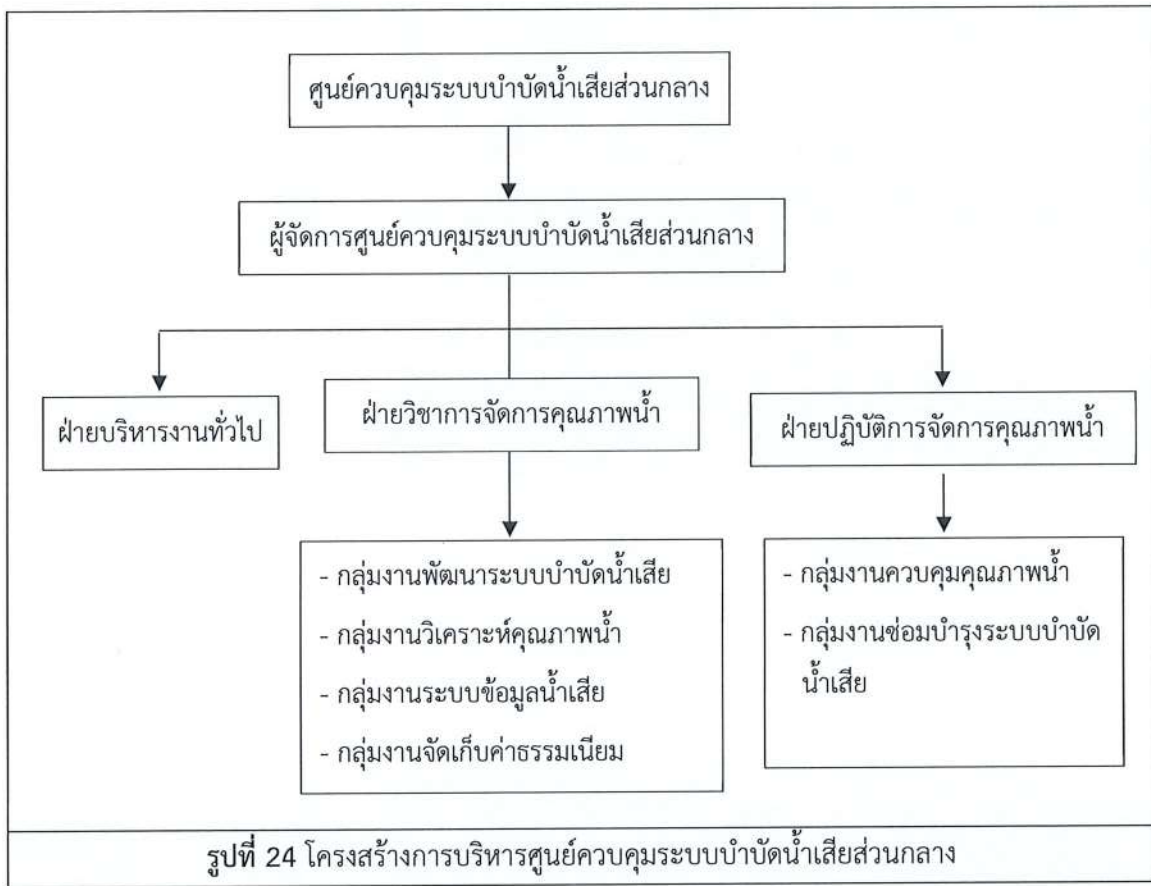 ศูนย์ควบคุมระบบบำบัดน้ำเสียส่วนกลาง
ผู้จัดการศูนย์ควบคุมระบบบำบัดน้ำเสียส่วนกลาง
ฝ่ายบริหารงานทั่วไป
ฝ่ายวิชาการจัดการคุณภาพน้ำ
ฝ่ายปฏิบัติการจัดการคุณภาพน้ำ
- กลุ่มงานพัฒนาระบบบำบัดน้ำเสีย
- กลุ่มงานวิเคราะห์คุณภาพน้ำ
- กลุ่มงานระบบข้อมูลน้ำเสีย
- กลุ่มงานจัดเก็บค่าธรรมเนียม
- กลุ่มงานควบคุมคุณภาพน้ำ
- กลุ่มงานซ่อมบำรุงระบบบำบัด
น้ำเสีย
รูปที่ 24 โครงสร้างการบริหารศูนย์ควบคุมระบบบำบัดน้ำเสียส่วนกลาง